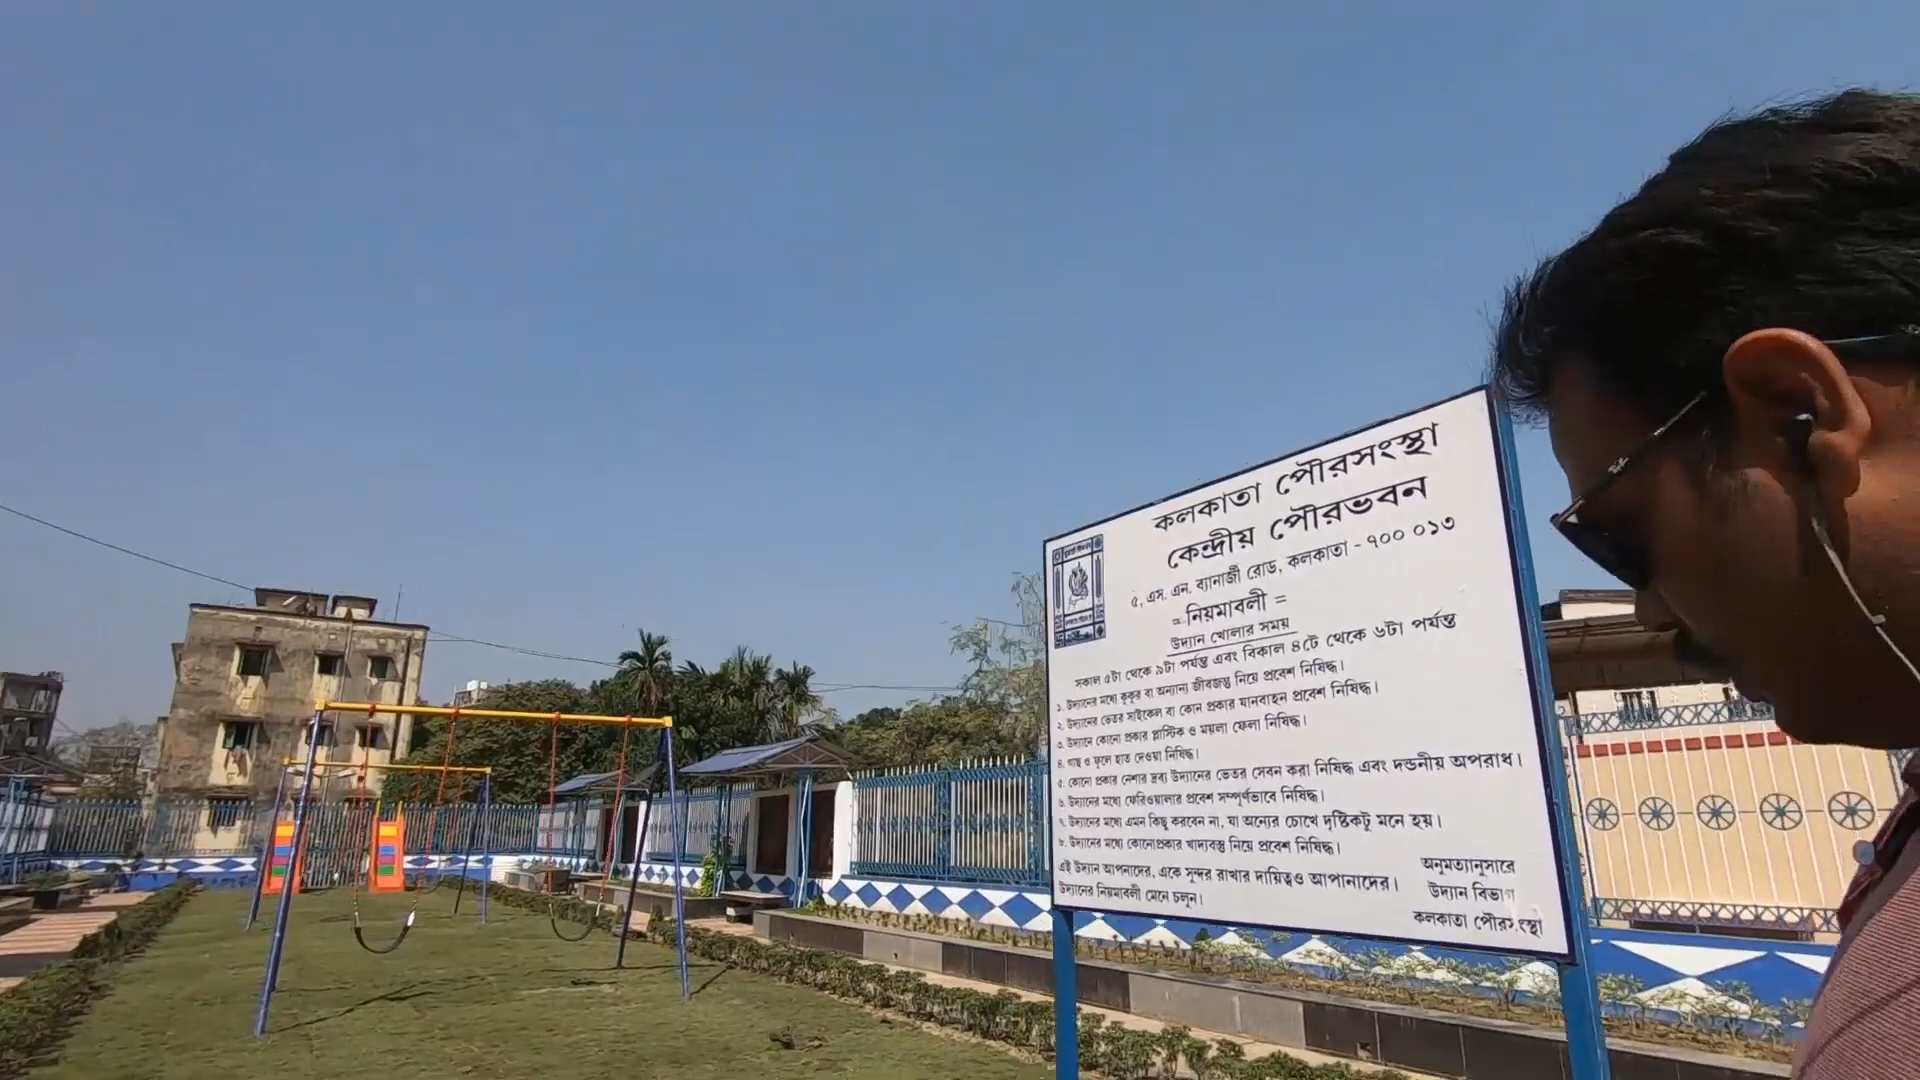 কলকাতা পৌরসংস্থা
কেন্দ্রীয় পৌরভবন
৫, এস. এন. ব্যানার্জী রোড, কলকাতা - ৭০০ ০১৩
= নিয়মাবলী =
উদ্যান খোলার সময়
সকাল ৫টা থেকে ৯টা পর্যন্ত এবং বিকাল ৪টে থেকে ৬টা পর্যন্ত
১. উদ্যানের মধ্যে কুকুর বা অন্যান্য জীবজন্তু নিয়ে প্রবেশ নিষিদ্ধ।
২. উদ্যানের ভেতর সাইকেল বা কোন প্রকার যানবাহন প্রবেশ নিষিদ্ধ।
৩. উদ্যানে কোনো প্রকার প্লাস্টিক ও ময়লা ফেলা নিষিদ্ধ।
৪. গাছ ও ফুলে হাত দেওয়া নিষিদ্ধ।
৫. কোনো প্রকার নেশার দ্রব্য উদ্যানের ভেতর সেবন করা নিষিদ্ধ এবং দন্ডনীয় অপরাধ।
৬. উদ্যানের মধ্যে ফেরিওয়ালার প্রবেশ সম্পূর্ণভাবে নিষিদ্ধ।
৭. উদ্যানের মধ্যে এমন কিছু করবেন না, যা অন্যের চোখে দৃষ্টিকটু মনে হয়।
৮. উদ্যানের মধ্যে কোনোপ্রকার খাদ্যবস্তু নিয়ে প্রবেশ নিষিদ্ধ।
এই উদ্যান আপনাদের, একে সুন্দর রাখার দায়িত্বও আপানাদের।
উদ্যানের নিয়মাবলী মেনে চলুন।
অনুমত্যানুসারে
উদ্যান বিভাগ
কলকাতা পৌরসংস্থা